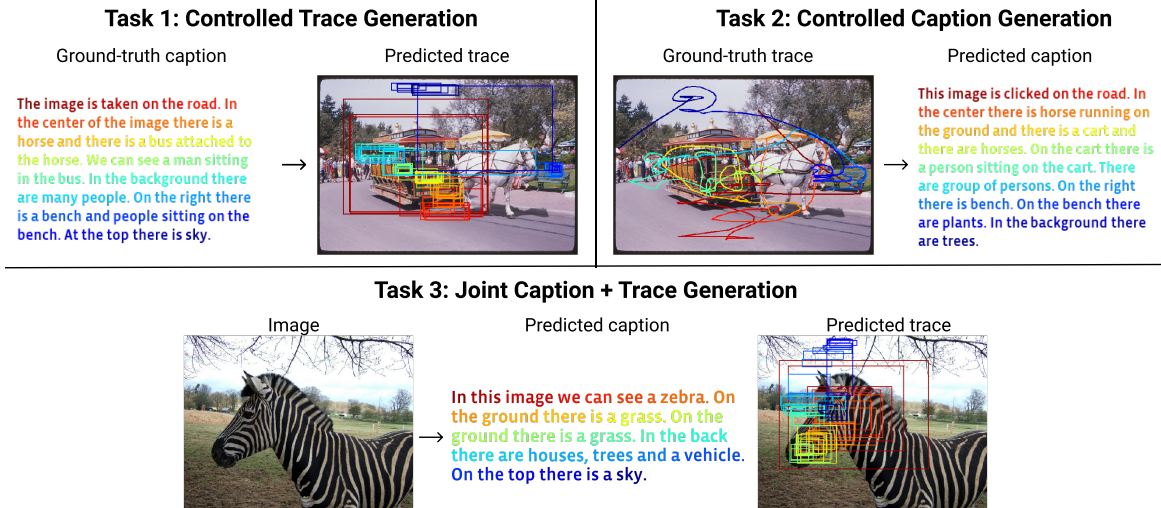 Task 1: Controlled Trace Generation
Ground-truth caption
Predicted trace
The image is taken on the road. In
the center of the image there is a
horse and there is a bus attached to
the horse. We can see a man sitting
in the bus. In the background there
are many people. On the right there
is a bench and people sitting on the
bench. At the top there is sky.
Task 2: Controlled Caption Generation
Ground-truth trace
Predicted caption
This image is clicked on the road. In
the center there is horse running on
the ground and there is a cart and
there are horses. On the cart there is
a person sitting on the cart. There
are group of persons. On the right
there is bench. On the bench there
are plants. In the background there
are trees.
Task 3: Joint Caption + Trace Generation
Image
Predicted caption
Predicted trace
In this image we can see a zebra. On
the ground there is a grass. On the
ground there is a grass. In the back
there are houses, trees and a vehicle.
On the top there is a sky.